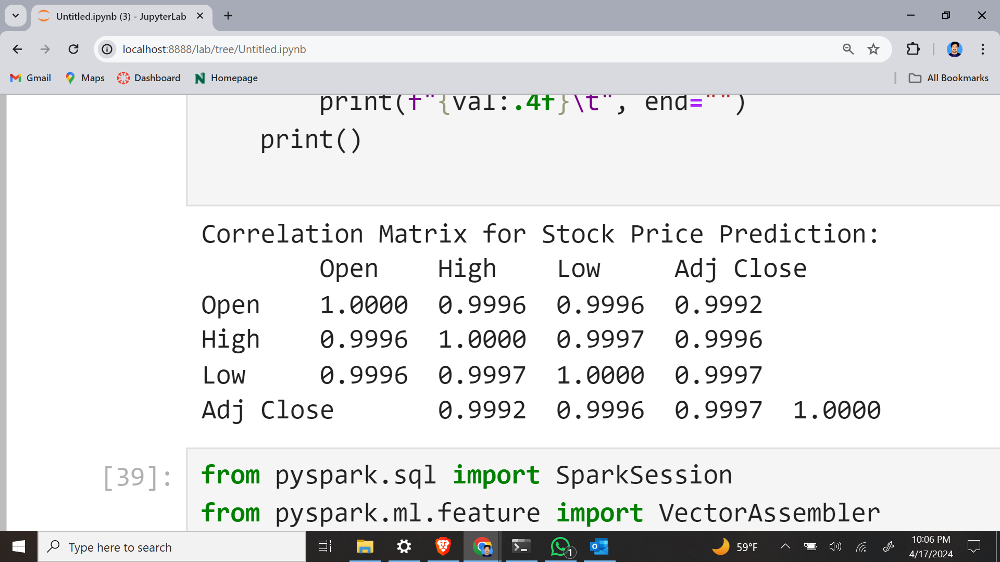 Untitled.ipynb (3) - JupyterLab
localhost:8888/lab/tree/Untitled.ipynb
Gmail Maps Dashboard Homepage All Bookmarks
print(f"{val:.4f}\t", end="")
print()
Correlation Matrix for Stock Price Prediction:
Open High Low Adj Close
Open 1.0000 0.9996 0.9996 0.9992
High 0.9996 1.0000 0.9997 0.9996
Low 0.9996 0.9997 1.0000 0.9997
Adj Close 0.9992 0.9996 0.9997 1.0000
[39]: from pyspark.sql import SparkSession
from pyspark.ml.feature import VectorAssembler
Type here to search 1 59°F 10:06 PM
4/17/2024